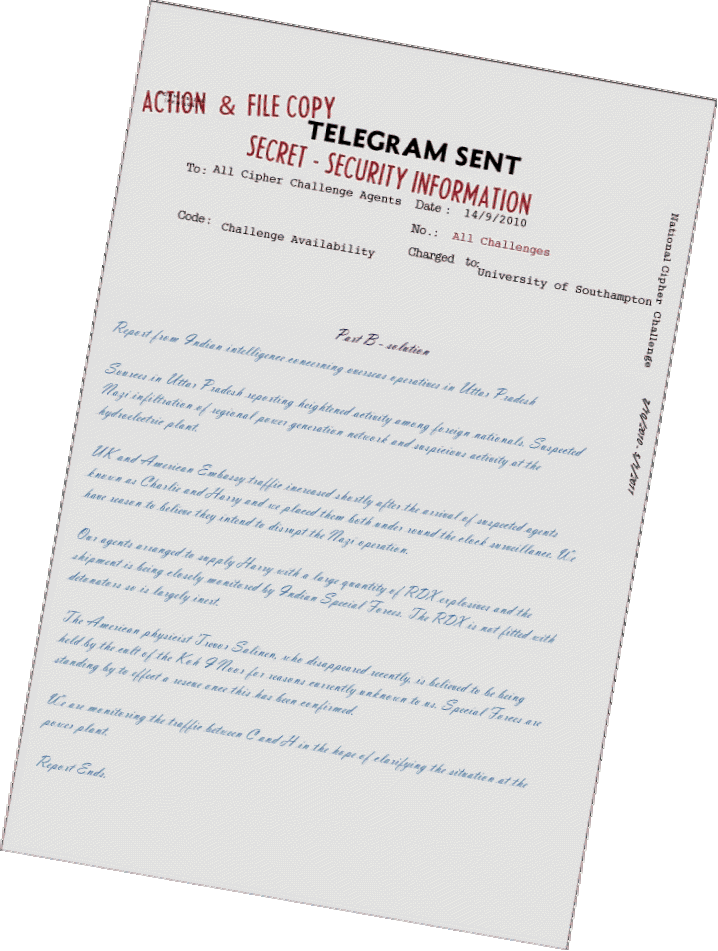 ACTION & FILE COPY
TELEGRAM SENT
SECRET - SECURITY INFORMATION
To: All Cipher Challenge Agents
Date : 14/9/2010
Code: Challenge Availability
No.: All Challenges
Charged to: University of Southampton
National Cipher Challenge
Part B - solution
Report from Indian intelligence concerning overseas operatives in Uttar Pradesh
Sources in Uttar Pradesh reporting heightened activity among foreign nationals. Suspected
Nazi infiltration of regional power generation network and suspicious activity at the
hydroelectric plant.
UK and American Embassy traffic increased shortly after the arrival of suspected agents
known as Charlie and Harry and we placed them both under round the clock surveillance. We
have reason to believe they intend to disrupt the Nazi operation.
Our agents arranged to supply Harry with a large quantity of RDX explosives and the
shipment is being closely monitored by Indian Special Forces. The RDX is not fitted with
detonators so is largely inert.
The American physicist Trevor Salinen, who disappeared recently, is believed to be being
held by the cult of the Koh I Noor for reasons currently unknown to us. Special Forces are
standing by to effect a rescue once this has been confirmed.
We are monitoring the traffic between C and H in the hope of clarifying the situation at the
power plant.
Report Ends.